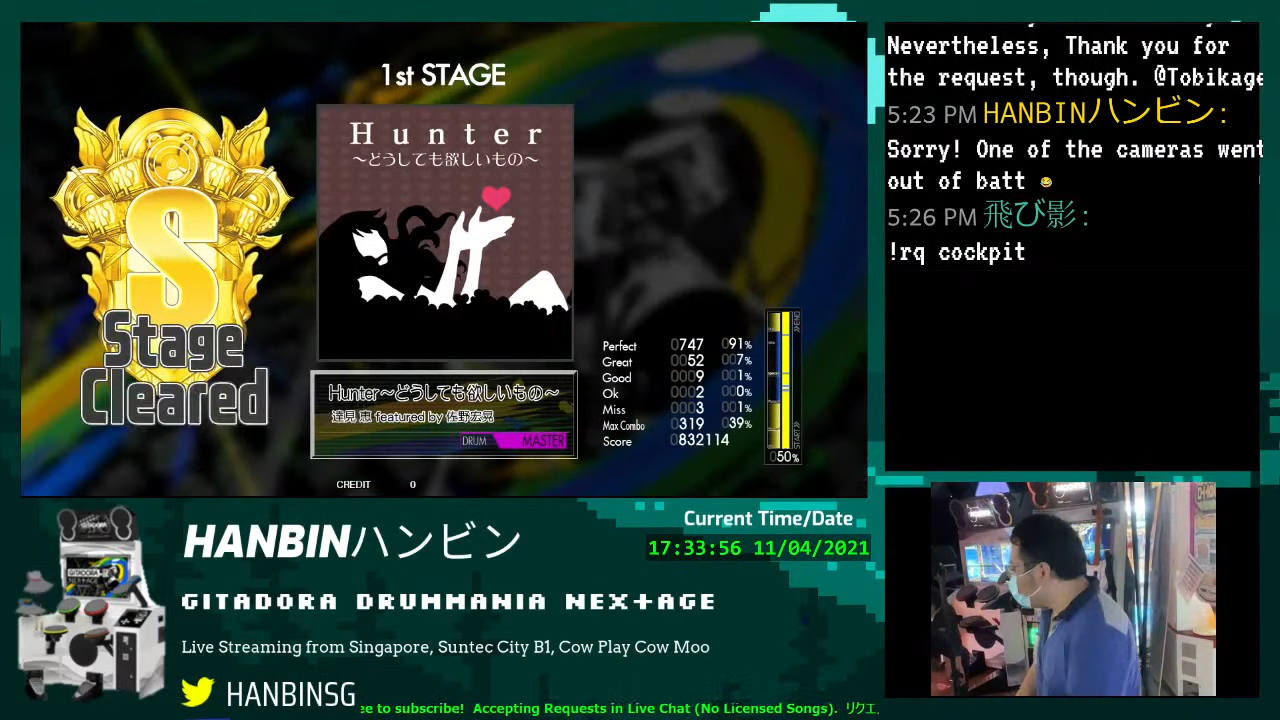 1st STAGE
S
Stage
Cleared
Hunter
～どうしても欲しいもの～
Hunter～どうしても欲しいもの～
逹見 恵 featured by 佐野宏晃
DRUM MASTER
CREDIT 0
Perfect 0747 091%
Great 0052 007%
Good 0009 001%
Ok 0002 000%
Miss 0003 001%
Max Combo 0319 039%
Score 0832114
START
050%
Nevertheless, Thank you for
the request, though. @Tobikage
5:23 PM HANBINハンビン:
Sorry! One of the cameras went
out of batt
5:26 PM 飛び影:
!rq cockpit
HANBINハンビン
Current Time/Date
17:33:56 11/04/2021
GITADORA DRUMMANIA NEX+AGE
Live Streaming from Singapore, Suntec City B1, Cow Play Cow Moo
HANBINSG
ee to subscribe! Accepting Requests in Live Chat (No Licensed Songs). リクエ